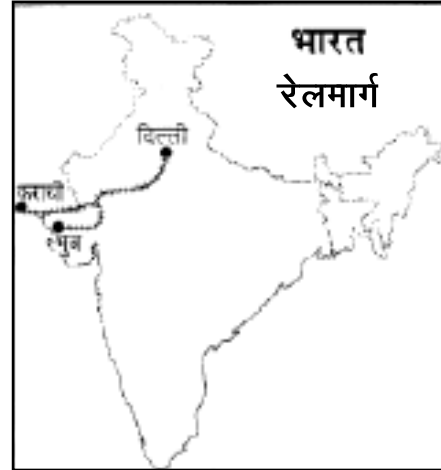 भारत
रेलमार्ग
दिल्ली
कराची
भुज